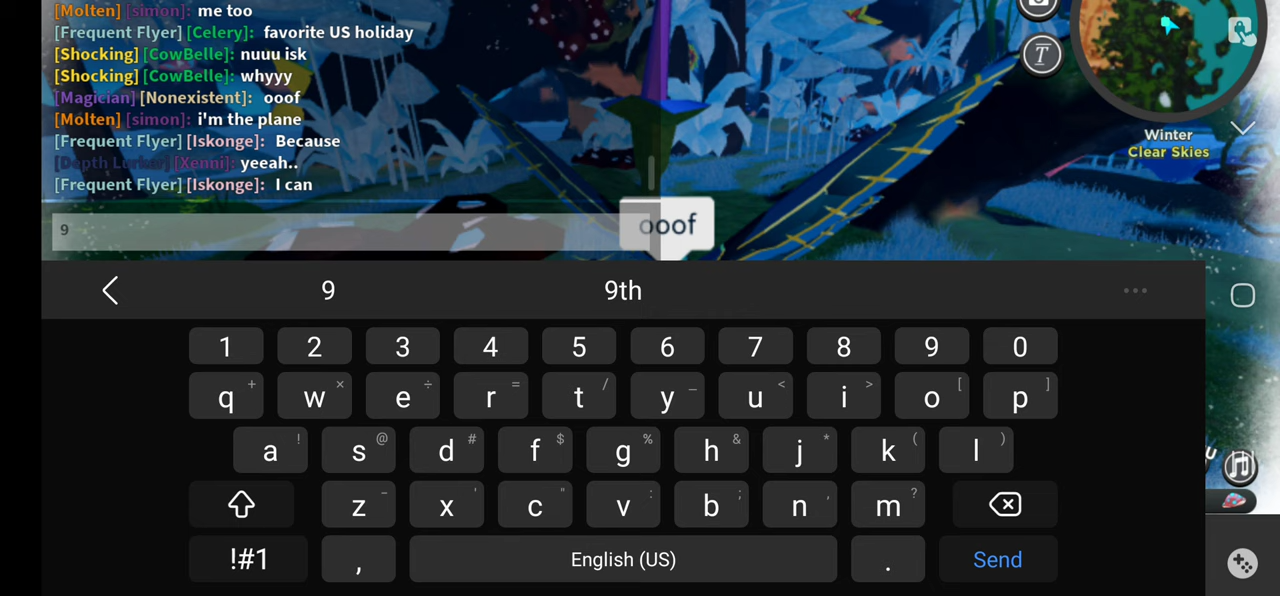 [Molten] [simon]: me too
[Frequent Flyer] [Celery]: favorite US holiday
[Shocking] [CowBelle]: nuuu isk
[Shocking] [CowBelle]: whyyy
[Magician] [Nonexistent]: ooof
[Molten] [simon]: i'm the plane
[Frequent Flyer] [Iskonge]: Because
[Depth Lurker] [Xenni]: yeeah..
[Frequent Flyer] [Iskonge]: I can
T
Winter
Clear Skies
9
ooof
9 9th ...
1 2 3 4 5 6 7 8 9 0
q + w × e ÷ r = t / y _ u < i > o [ p ]
a ! s @ d # f $ g % h & j * k ( l )
z - x ' c " v : b ; n , m ?
!#1 , English (US) . Send